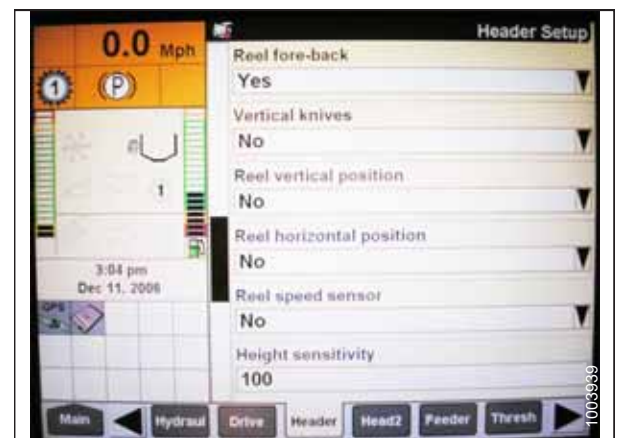 0.0 Mph
Header Setup
1
(P)
Reel fore-back
Yes
Vertical knives
No
Reel vertical position
No
1
Reel horizontal position
No
3:04 pm
Dec 11, 2006
Reel speed sensor
No
GPS
Height sensitivity
100
Main
Hydraul
Drive
Header
Head2
Feeder
Thresh
1003939